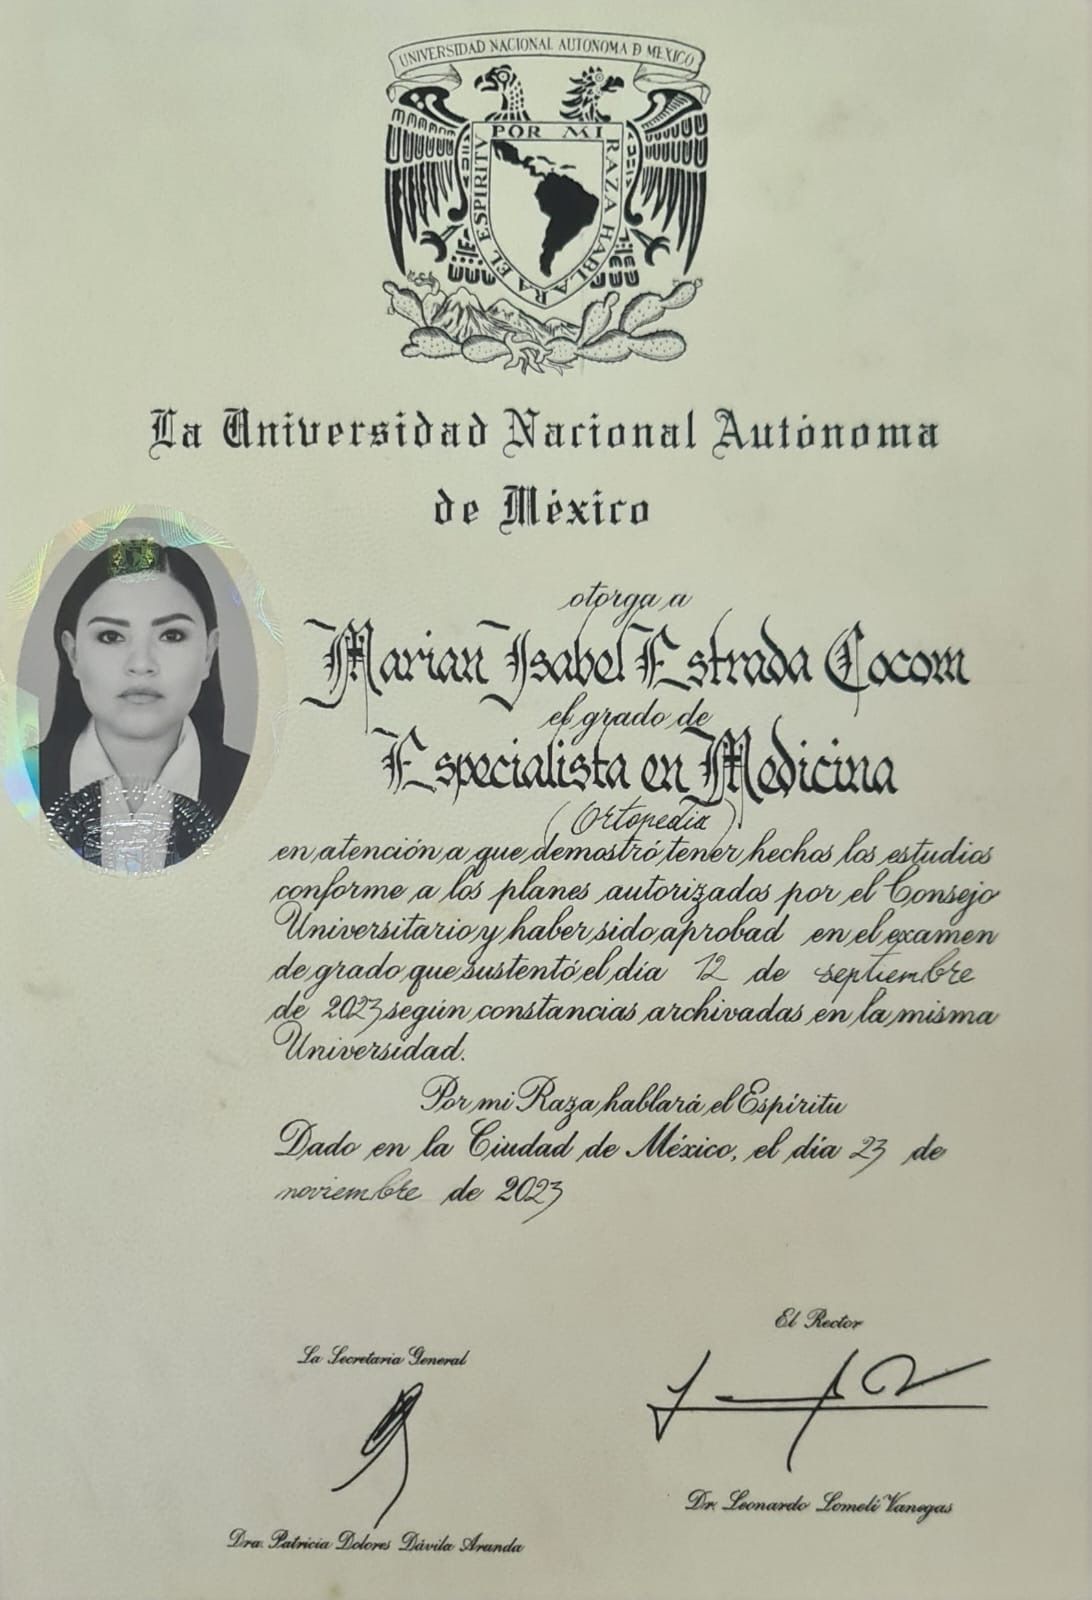 UNIVERSIDAD NACIONAL AUTONOMA D MEXICO
POR MI RAZA HABLARA EL ESPIRITU
La Universidad Nacional Autónoma
de México
otorga a
Marian Isabel Estrada Cocom
el grado de
Especialista en Medicina
(Ortopedia)
en atención a que demostró tener hechos los estudios
conforme a los planes autorizados por el Consejo
Universitario y haber sido aprobad en el examen
de grado que sustentó el día 12 de septiembre
de 2023 según constancias archivadas en la misma
Universidad.
Por mi Raza hablará el Espíritu
Dado en la Ciudad de México, el día 23 de
noviembre de 2023
El Rector
La Secretaria General
Dr. Leonardo Lomelí Vanegas
Dra. Patricia Dolores Dávila Aranda